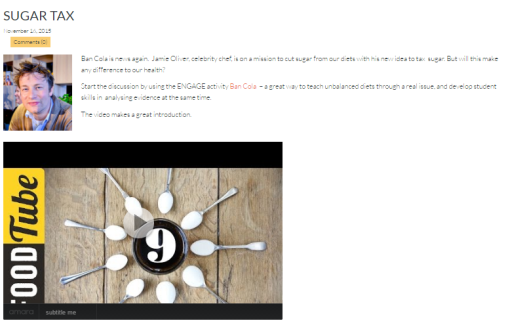 SUGAR TAX
November 14, 2015
Comments (0)
Ban Cola is news again. Jamie Oliver, celebrity chef, is on a mission to cut sugar from our diets with his new idea to tax sugar. But will this make
any difference to our health?
Start the discussion by using the ENGAGE activity Ban Cola – a great way to teach unbalanced diets through a real issue, and develop student
skills in analysing evidence at the same time.
The video makes a great introduction.
FOOD Tube
9
amara subtitle me